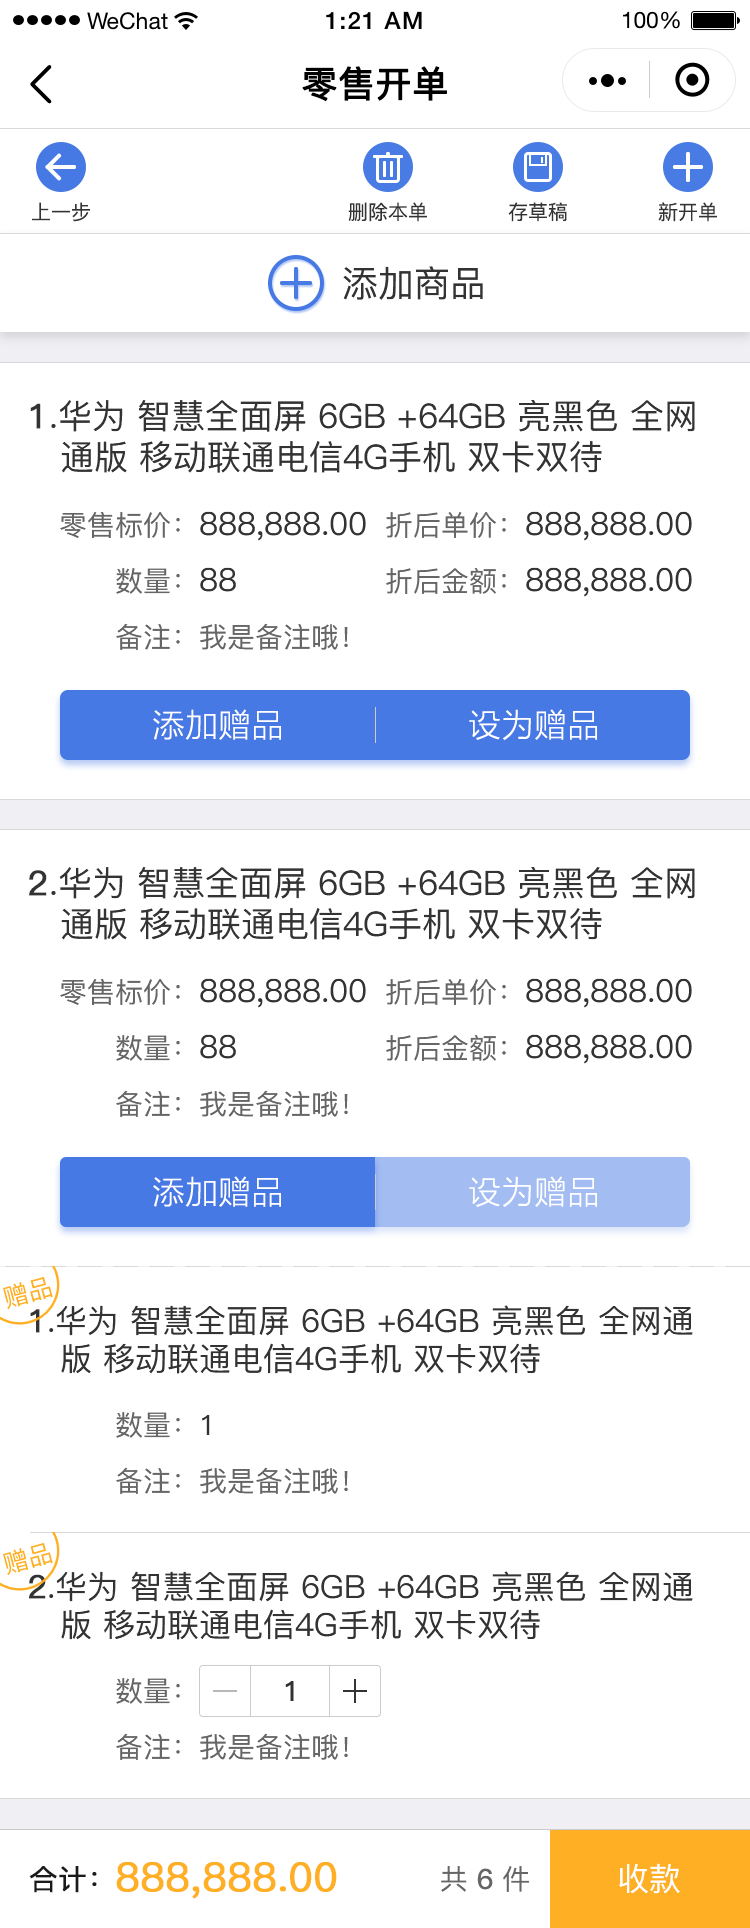 WeChat 1:21 AM 100%
零售开单
上一步 删除本单 存草稿 新开单
添加商品
1.华为 智慧全面屏 6GB +64GB 亮黑色 全网
通版 移动联通电信4G手机 双卡双待
零售标价：888,888.00 折后单价：888,888.00
数量：88 折后金额：888,888.00
备注：我是备注哦！
添加赠品 设为赠品
2.华为 智慧全面屏 6GB +64GB 亮黑色 全网
通版 移动联通电信4G手机 双卡双待
零售标价：888,888.00 折后单价：888,888.00
数量：88 折后金额：888,888.00
备注：我是备注哦！
添加赠品 设为赠品
赠品
1.华为 智慧全面屏 6GB +64GB 亮黑色 全网通
版 移动联通电信4G手机 双卡双待
数量：1
备注：我是备注哦！
赠品
2.华为 智慧全面屏 6GB +64GB 亮黑色 全网通
版 移动联通电信4G手机 双卡双待
数量：1
备注：我是备注哦！
合计：888,888.00 共 6 件 收款